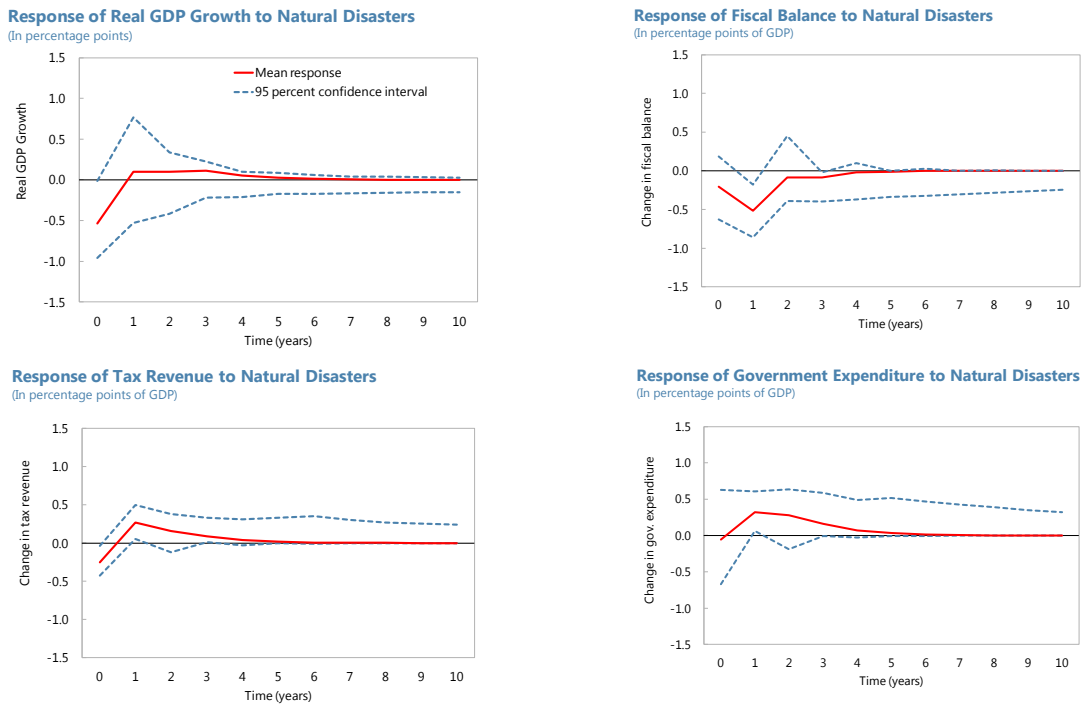 Response of Real GDP Growth to Natural Disasters
(In percentage points)
1.5
1.0
0.5
0.0
-0.5
-1.0
-1.5
Real GDP Growth
Mean response
95 percent confidence interval
0 1 2 3 4 5 6 7 8 9 10
Time (years)
Response of Fiscal Balance to Natural Disasters
(In percentage points of GDP)
1.5
1.0
0.5
0.0
-0.5
-1.0
-1.5
Change in fiscal balance
0 1 2 3 4 5 6 7 8 9 10
Time (years)
Response of Tax Revenue to Natural Disasters
(In percentage points of GDP)
1.5
1.0
0.5
0.0
-0.5
-1.0
-1.5
Change in tax revenue
0 1 2 3 4 5 6 7 8 9 10
Time (years)
Response of Government Expenditure to Natural Disasters
(In percentage points of GDP)
1.5
1.0
0.5
0.0
-0.5
-1.0
-1.5
Change in gov. expenditure
0 1 2 3 4 5 6 7 8 9 10
Time (years)